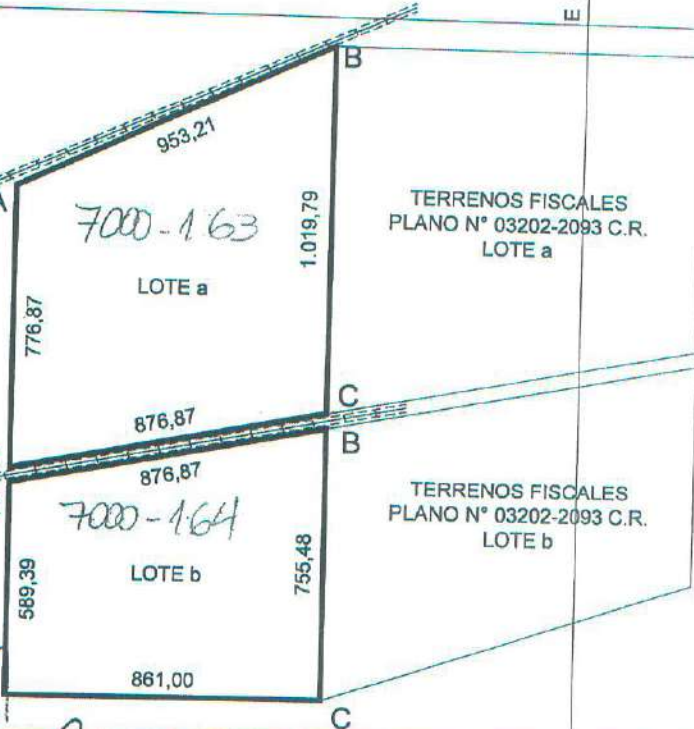 E
B
953,21
A
7000-1.63
1.019,79
TERRENOS FISCALES
PLANO N° 03202-2093 C.R.
LOTE a
LOTE a
776,87
C
876,87
B
876,87
7000-1.64
TERRENOS FISCALES
PLANO N° 03202-2093 C.R.
LOTE b
LOTE b
755,48
589,39
861,00
C